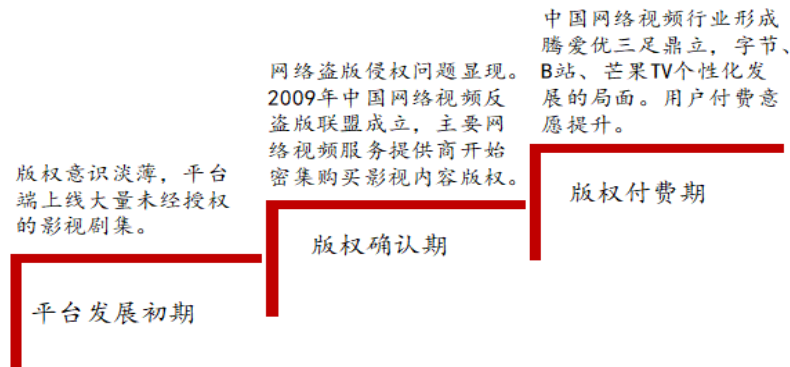 版权意识淡薄，平台
端上线大量未经授权
的影视剧集。
平台发展初期
网络盗版侵权问题显现。
2009年中国网络视频反
盗版联盟成立，主要网
络视频服务提供商开始
密集购买影视内容版权。
版权确认期
中国网络视频行业形成
腾爱优三足鼎立，字节、
B站、芒果TV个性化发
展的局面。用户付费意
愿提升。
版权付费期